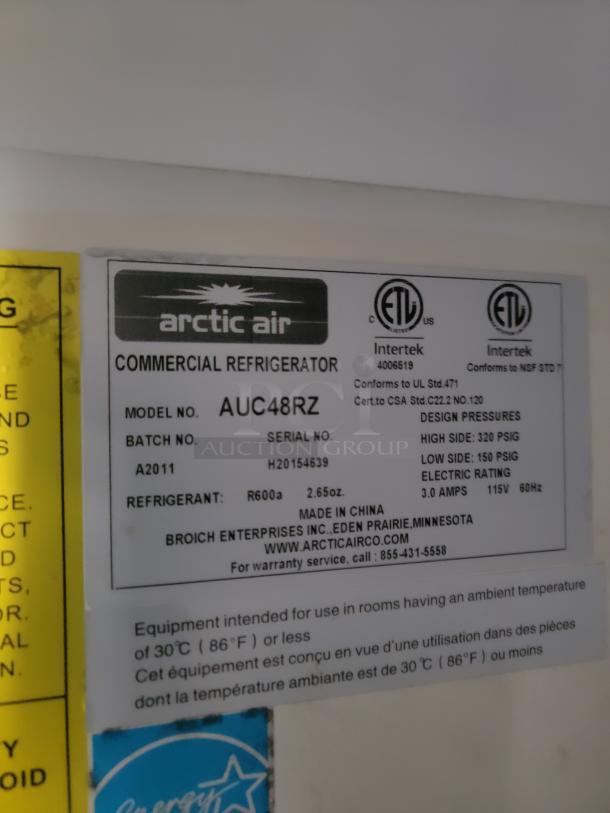 arctic air
COMMERCIAL REFRIGERATOR
MODEL NO. AUC48RZ
BATCH NO. SERIAL NO.
A2011 H20154639
REFRIGERANT: R600a 2.65oz.
ETL
C US
Intertek
4006519
Conforms to UL Std.471
Cert.to CSA Std.C22.2 NO.120
ETL
Intertek
Conforms to NSF STD 7
DESIGN PRESSURES
HIGH SIDE: 320 PSIG
LOW SIDE: 150 PSIG
ELECTRIC RATING
3.0 AMPS 115V 60Hz
MADE IN CHINA
BROICH ENTERPRISES INC.,EDEN PRAIRIE,MINNESOTA
WWW.ARCTICAIRCO.COM
For warranty service, call : 855-431-5558
PCI
AUCTION GROUP
Equipment intended for use in rooms having an ambient temperature
of 30℃ ( 86°F ) or less
Cet équipement est conçu en vue d'une utilisation dans des pièces
dont la température ambiante est de 30 ℃ ( 86°F ) ou moins
energy
G
SE
ND
S
CE.
CT
D
TS,
OR.
AL
N.
Y
OID